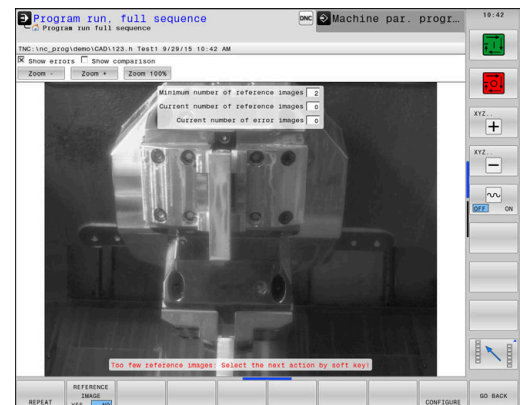 Program run, full sequence
Program run full sequence
DNC
Machine par. progr…
10:42
TNC:\nc_prog\demo\CAD\123.h Test1 9/29/15 10:42 AM
Show errors
Show comparison
Zoom -
Zoom +
Zoom 100%
Minimum number of reference images 2
Current number of reference images 0
Current number of error images 0
XYZ..
XYZ..
OFF ON
Too few reference images: Select the next action by soft key!
REPEAT
REFERENCE
IMAGE
YES NO
CONFIGURE
GO BACK